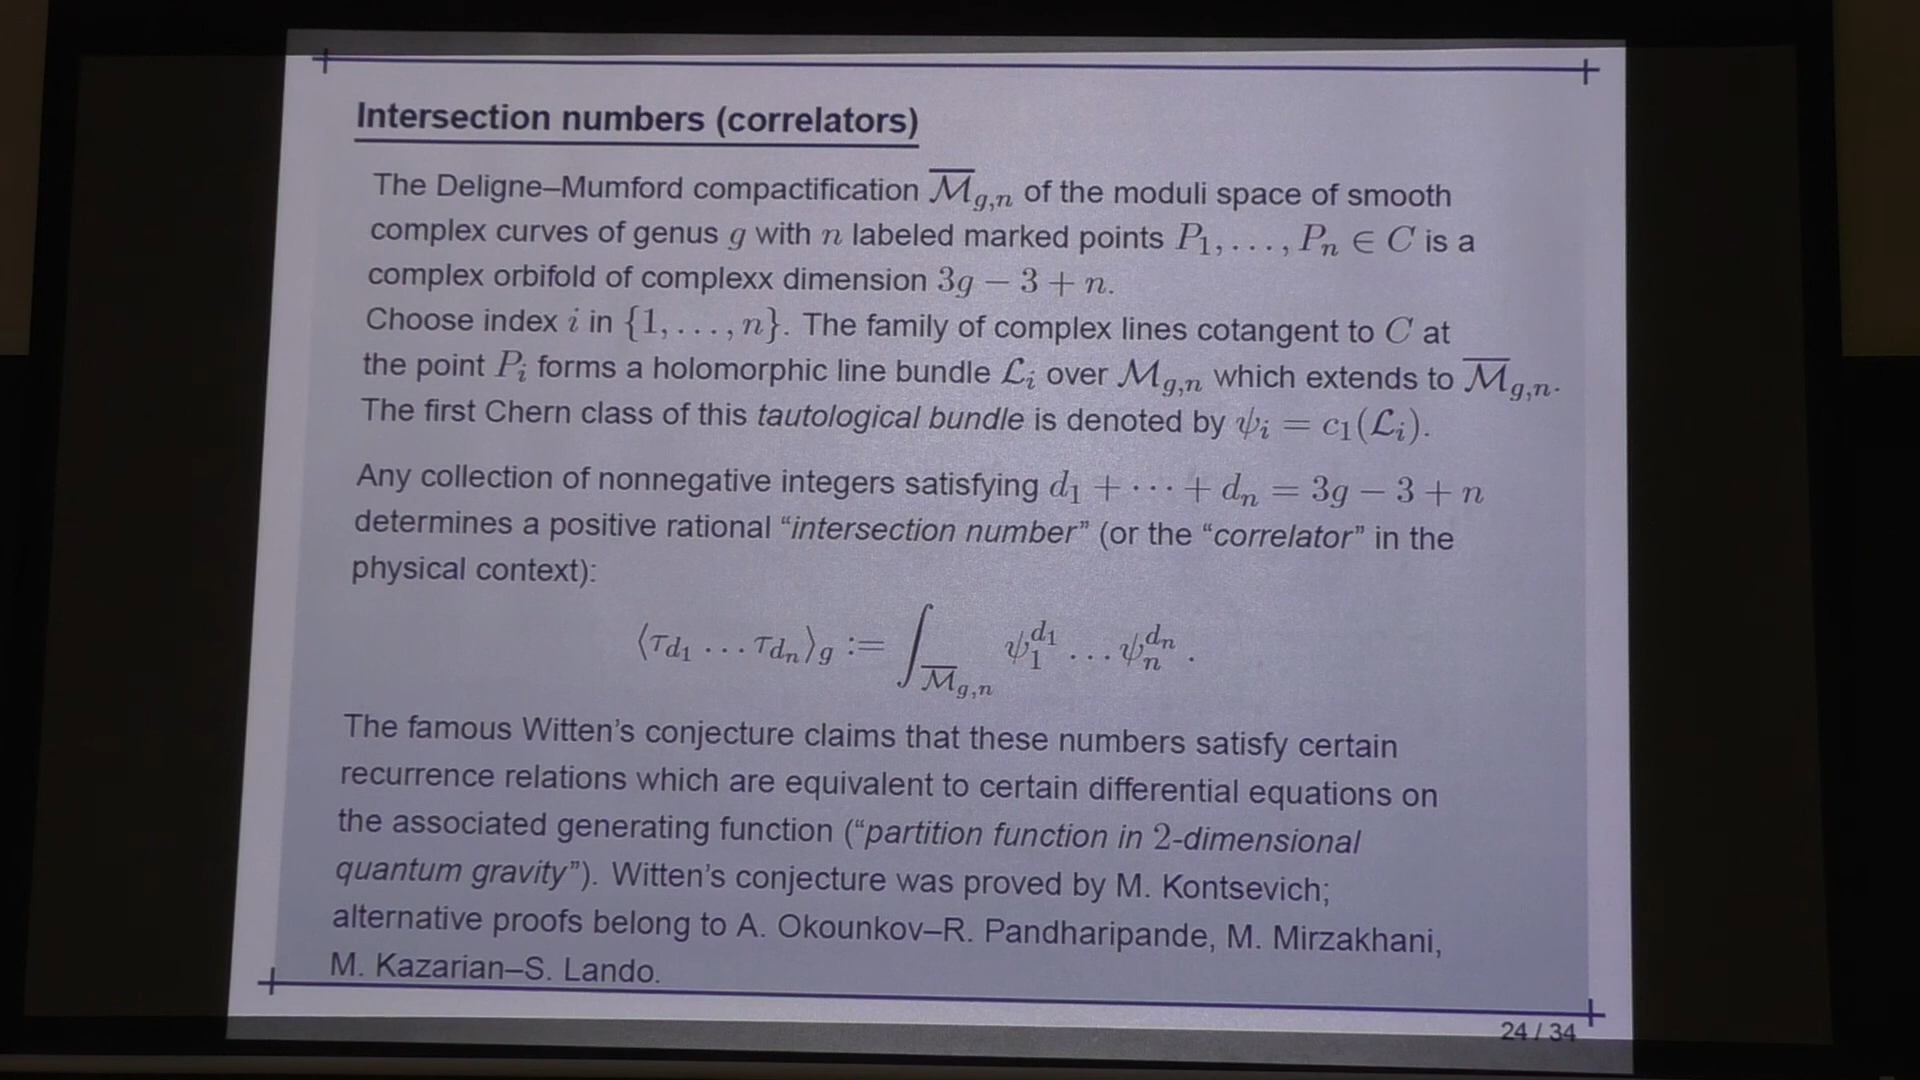 Intersection numbers (correlators)
The Deligne–Mumford compactification $\overline{\mathcal{M}}_{g,n}$ of the moduli space of smooth
complex curves of genus $g$ with $n$ labeled marked points $P_1, \ldots, P_n \in C$ is a
complex orbifold of complexx dimension $3g - 3 + n$.
Choose index $i$ in $\{1, \ldots, n\}$. The family of complex lines cotangent to $C$ at
the point $P_i$ forms a holomorphic line bundle $\mathcal{L}_i$ over $\mathcal{M}_{g,n}$ which extends to $\overline{\mathcal{M}}_{g,n}$.
The first Chern class of this tautological bundle is denoted by $\psi_i = c_1(\mathcal{L}_i)$.
Any collection of nonnegative integers satisfying $d_1 + \cdots + d_n = 3g - 3 + n$
determines a positive rational “intersection number” (or the “correlator” in the
physical context):
$\langle \tau_{d_1} \ldots \tau_{d_n} \rangle_g := \int_{\overline{\mathcal{M}}_{g,n}} \psi_1^{d_1} \ldots \psi_n^{d_n}.$
The famous Witten’s conjecture claims that these numbers satisfy certain
recurrence relations which are equivalent to certain differential equations on
the associated generating function (“partition function in 2-dimensional
quantum gravity”). Witten’s conjecture was proved by M. Kontsevich;
alternative proofs belong to A. Okounkov–R. Pandharipande, M. Mirzakhani,
M. Kazarian–S. Lando.
24 / 34